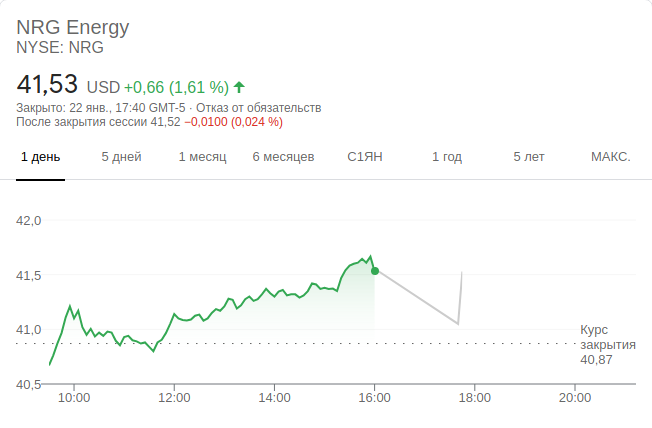 NRG Energy
NYSE: NRG
41,53 USD +0,66 (1,61 %)
Закрыто: 22 янв., 17:40 GMT-5 · Отказ от обязательств
После закрытия сессии 41,52 −0,0100 (0,024 %)
1 день 5 дней 1 месяц 6 месяцев С1ЯН 1 год 5 лет МАКС.
42,0
41,5
41,0
Курс
закрытия
40,87
40,5
10:00 12:00 14:00 16:00 18:00 20:00